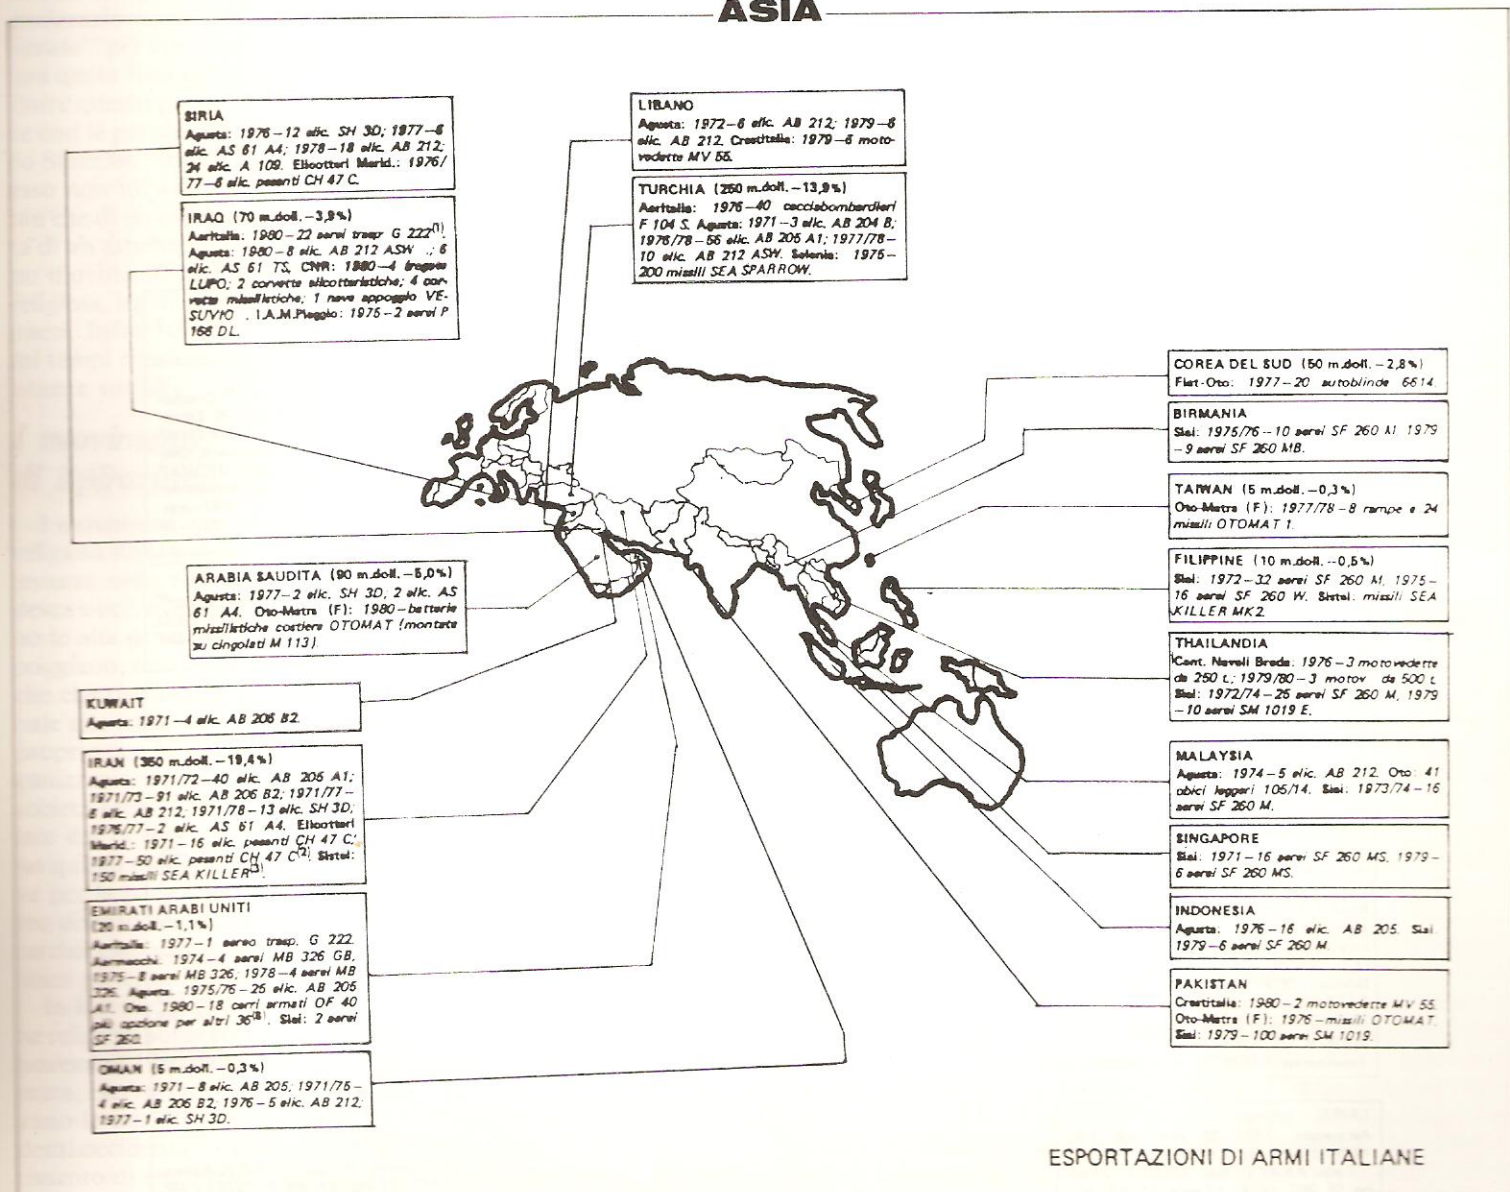 ASIA
SIRIA
Agusta: 1976–12 elic. SH 3D; 1977–6
elic. AS 61 A4; 1978–18 elic. AB 212;
24 elic. A 109. Elicotteri Merid.: 1976/
77–6 elic. pesanti CH 47 C.
IRAQ (70 m.doll.–3,9%)
Aeritalia: 1980–22 aerei trasp. G 222(1).
Agusta: 1980–8 elic. AB 212 ASW .; 6
elic. AS 61 TS, CNR: 1980–4 fregate
LUPO; 2 corvette elicotteristiche; 4 cor-
vette missilistiche; 1 nave appoggio VE-
SUVIO . I.A.M.Piaggio: 1975–2 aerei P
166 DL.
LIBANO
Agusta: 1972–6 elic. AB 212; 1979–6
elic. AB 212. Crestitalia: 1979–6 moto-
vedette MV 55.
TURCHIA (250 m.doll.–13,9%)
Aeritalia: 1976–40 cacciabombardieri
F 104 S. Agusta: 1971–3 elic. AB 204 B;
1976/78–56 elic. AB 205 A1; 1977/78–
10 elic. AB 212 ASW. Selenia: 1975–
200 missili SEA SPARROW.
ARABIA SAUDITA (90 m.doll.–5,0%)
Agusta: 1977–2 elic. SH 3D, 2 elic. AS
61 A4. Oto-Matra (F): 1980–batterie
missilistiche costiere OTOMAT (montate
su cingolati M 113).
KUWAIT
Agusta: 1971–4 elic. AB 206 B2.
IRAN (350 m.doll.–19,4%)
Agusta: 1971/72–40 elic. AB 205 A1;
1971/73–91 elic. AB 206 B2; 1971/77–
6 elic. AB 212; 1971/78–13 elic. SH 3D;
1976/77–2 elic. AS 61 A4. Elicotteri
Merid.: 1971–16 elic. pesanti CH 47 C;
1977–50 elic. pesanti CH 47 C(2). Sistel:
150 missili SEA KILLER(3).
EMIRATI ARABI UNITI
(20 m.doll.–1,1%)
Aeritalia: 1977–1 aereo trasp. G 222.
Aermacchi: 1974–4 aerei MB 326 GB,
1975–8 aerei MB 326; 1978–4 aerei MB
326. Agusta. 1975/76–25 elic. AB 205
A1. Oto. 1980–18 carri armati OF 40
più opzione per altri 36(8). Siai: 2 aerei
SF 260.
OMAN (5 m.doll.–0,3%)
Agusta: 1971–8 elic. AB 205; 1971/75–
4 elic. AB 206 B2; 1976–5 elic. AB 212;
1977–1 elic. SH 3D.
COREA DEL SUD (50 m.doll.–2,8%)
Fiat-Oto: 1977–20 autoblinde 6614.
BIRMANIA
Siai: 1975/76–10 aerei SF 260 M. 1979
–9 aerei SF 260 MB.
TAIWAN (5 m.doll.–0,3%)
Oto-Matra (F): 1977/78–8 rampe e 24
missili OTOMAT 1.
FILIPPINE (10 m.doll.–0,5%)
Siai: 1972–32 aerei SF 260 M, 1975–
16 aerei SF 260 W. Sistel: missili SEA
KILLER MK2.
THAILANDIA
Cant. Navali Breda: 1976–3 motovedette
da 250 t.; 1979/80–3 motov da 500 t.
Siai: 1972/74–25 aerei SF 260 M, 1979
–10 aerei SM 1019 E.
MALAYSIA
Agusta: 1974–5 elic. AB 212. Oto: 41
obici leggeri 105/14. Siai: 1973/74–16
aerei SF 260 M.
SINGAPORE
Siai: 1971–16 aerei SF 260 MS, 1979–
6 aerei SF 260 MS.
INDONESIA
Agusta: 1976–16 elic. AB 205. Siai
1979–6 aerei SF 260 M.
PAKISTAN
Crestitalia: 1980–2 motovedette MV 55.
Oto-Matra (F): 1976–missili OTOMAT.
Siai: 1979–100 aerei SM 1019.
ESPORTAZIONI DI ARMI ITALIANE